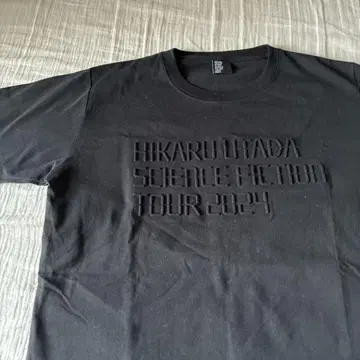 HIKARU UTADA
SCIENCE FICTION
TOUR 2024